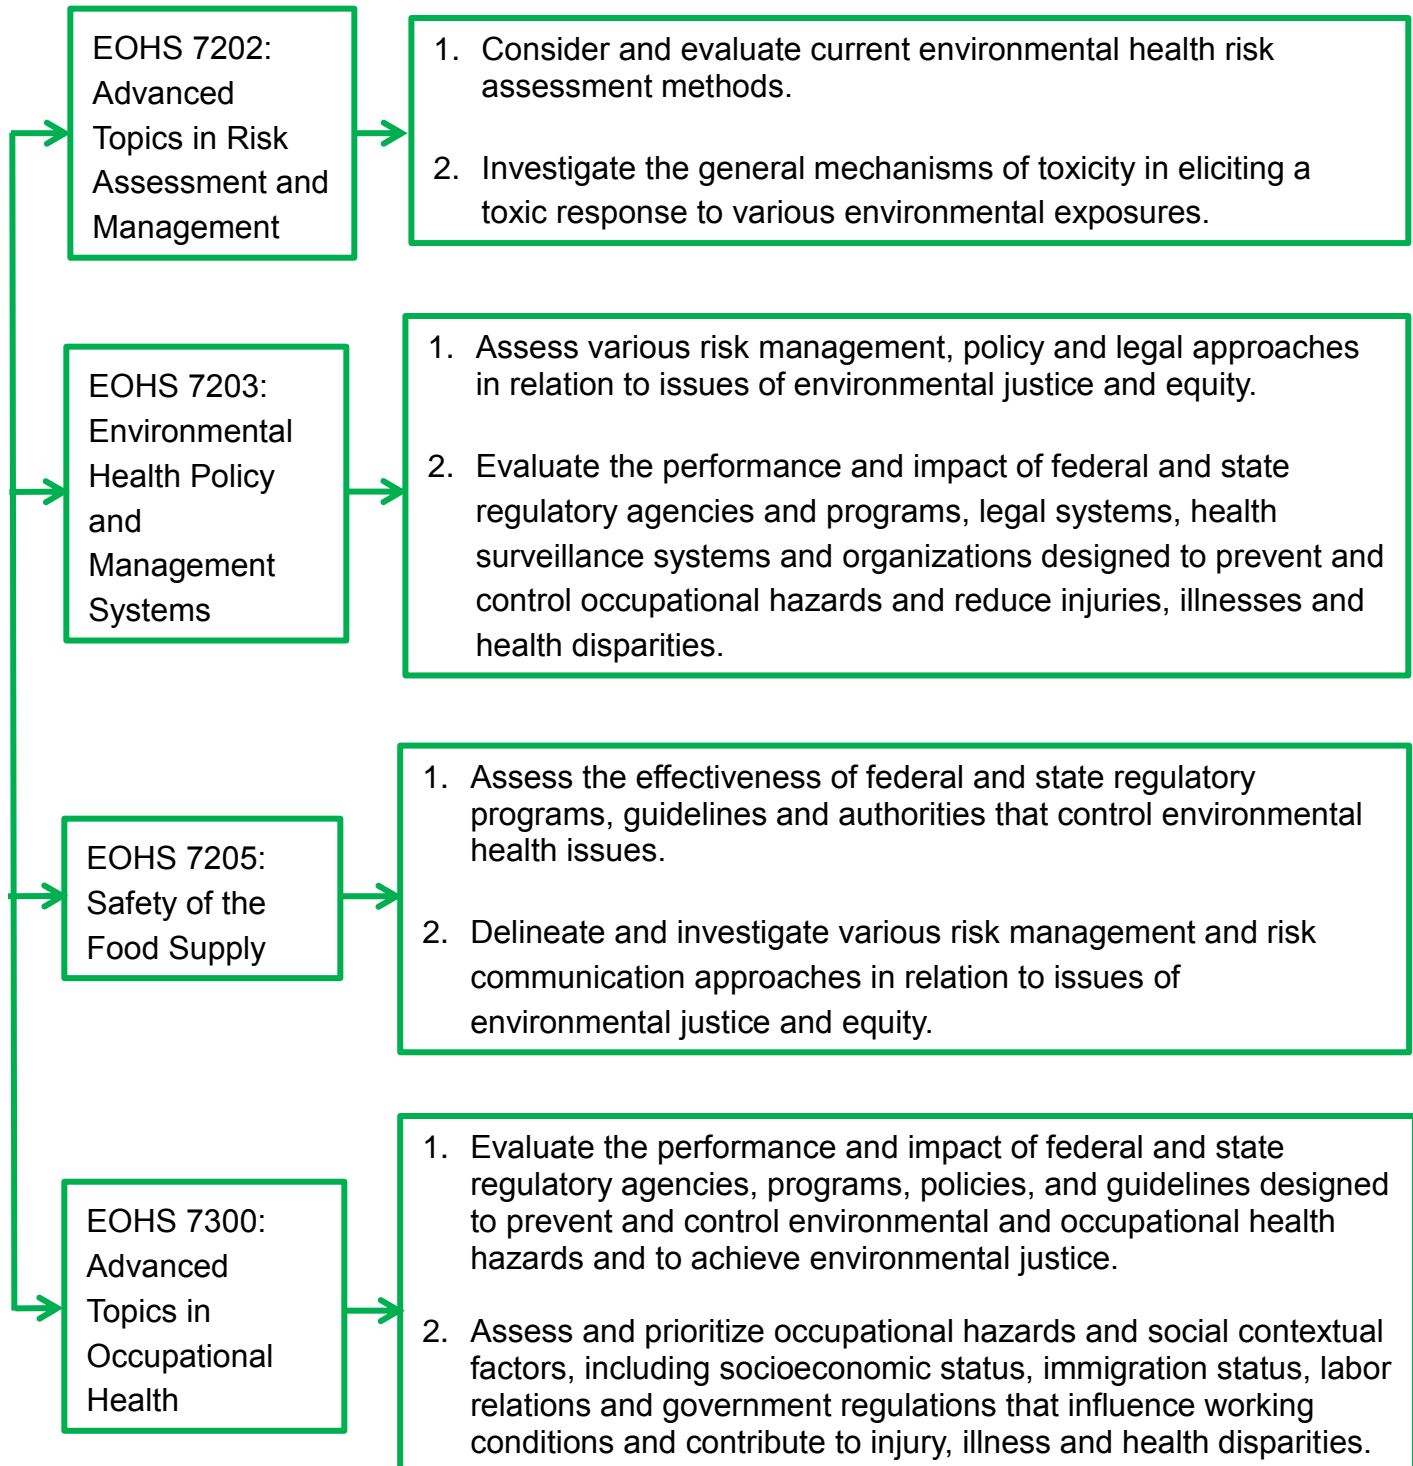 EOHS 7202:
Advanced
Topics in Risk
Assessment and
Management
1. Consider and evaluate current environmental health risk
assessment methods.
2. Investigate the general mechanisms of toxicity in eliciting a
toxic response to various environmental exposures.
EOHS 7203:
Environmental
Health Policy
and
Management
Systems
1. Assess various risk management, policy and legal approaches
in relation to issues of environmental justice and equity.
2. Evaluate the performance and impact of federal and state
regulatory agencies and programs, legal systems, health
surveillance systems and organizations designed to prevent and
control occupational hazards and reduce injuries, illnesses and
health disparities.
EOHS 7205:
Safety of the
Food Supply
1. Assess the effectiveness of federal and state regulatory
programs, guidelines and authorities that control environmental
health issues.
2. Delineate and investigate various risk management and risk
communication approaches in relation to issues of
environmental justice and equity.
EOHS 7300:
Advanced
Topics in
Occupational
Health
1. Evaluate the performance and impact of federal and state
regulatory agencies, programs, policies, and guidelines designed
to prevent and control environmental and occupational health
hazards and to achieve environmental justice.
2. Assess and prioritize occupational hazards and social contextual
factors, including socioeconomic status, immigration status, labor
relations and government regulations that influence working
conditions and contribute to injury, illness and health disparities.